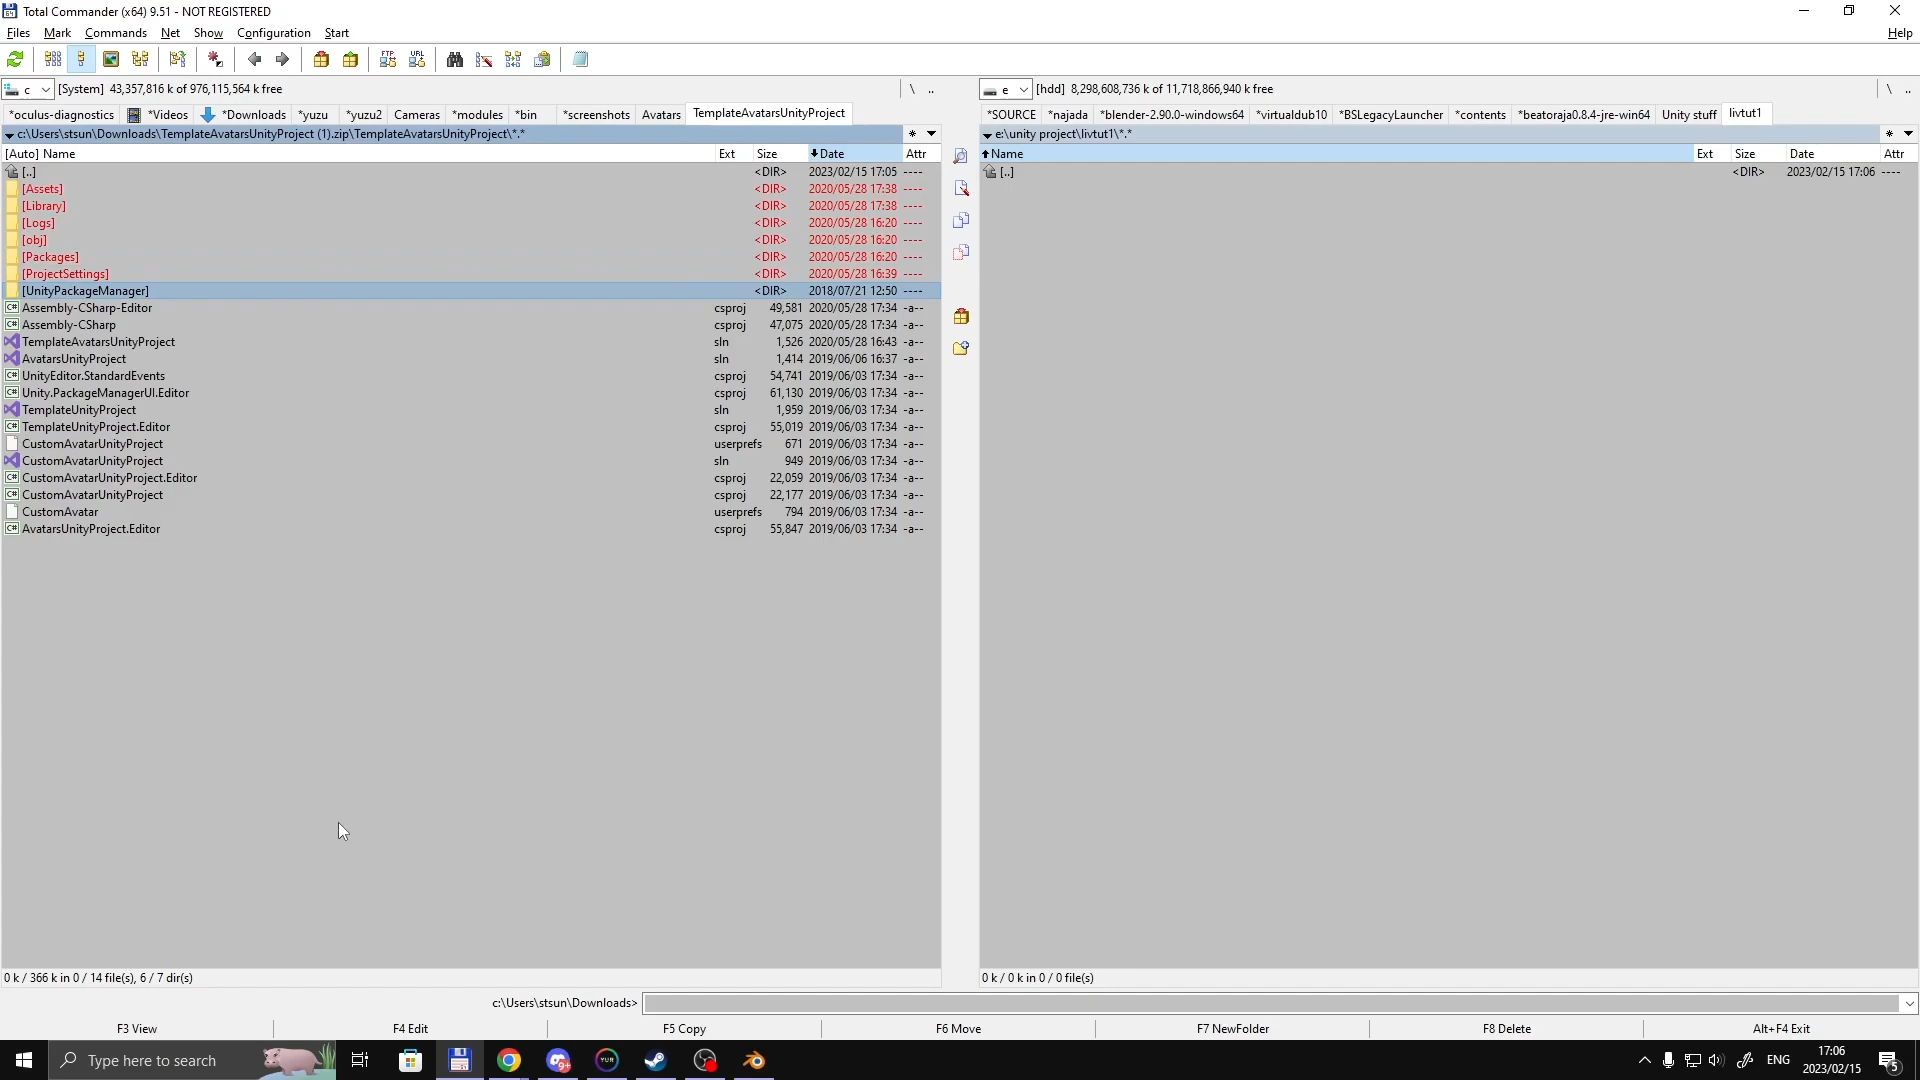 Total Commander (x64) 9.51 - NOT REGISTERED
Files Mark Commands Net Show Configuration Start Help
FTP URL
c [System] 43,357,816 k of 976,115,564 k free \ ..
e [hdd] 8,298,608,736 k of 11,718,866,940 k free \ ..
*oculus-diagnostics *Videos *Downloads *yuzu *yuzu2 Cameras *modules *bin *screenshots Avatars TemplateAvatarsUnityProject
*SOURCE *najada *blender-2.90.0-windows64 *virtualdub10 *BSLegacyLauncher *contents *beatoraja0.8.4-jre-win64 Unity stuff livtut1
c:\Users\stsun\Downloads\TemplateAvatarsUnityProject (1).zip\TemplateAvatarsUnityProject\*.* *
e:\unity project\livtut1\*.* *
[Auto] Name Ext Size Date Attr
[..] <DIR> 2023/02/15 17:05 ----
[Assets] <DIR> 2020/05/28 17:38 ----
[Library] <DIR> 2020/05/28 17:38 ----
[Logs] <DIR> 2020/05/28 16:20 ----
[obj] <DIR> 2020/05/28 16:20 ----
[Packages] <DIR> 2020/05/28 16:20 ----
[ProjectSettings] <DIR> 2020/05/28 16:39 ----
[UnityPackageManager] <DIR> 2018/07/21 12:50 ----
Assembly-CSharp-Editor csproj 49,581 2020/05/28 17:34 -a--
Assembly-CSharp csproj 47,075 2020/05/28 17:34 -a--
TemplateAvatarsUnityProject sln 1,526 2020/05/28 16:43 -a--
AvatarsUnityProject sln 1,414 2019/06/06 16:37 -a--
UnityEditor.StandardEvents csproj 54,741 2019/06/03 17:34 -a--
Unity.PackageManagerUI.Editor csproj 61,130 2019/06/03 17:34 -a--
TemplateUnityProject sln 1,959 2019/06/03 17:34 -a--
TemplateUnityProject.Editor csproj 55,019 2019/06/03 17:34 -a--
CustomAvatarUnityProject userprefs 671 2019/06/03 17:34 -a--
CustomAvatarUnityProject sln 949 2019/06/03 17:34 -a--
CustomAvatarUnityProject.Editor csproj 22,059 2019/06/03 17:34 -a--
CustomAvatarUnityProject csproj 22,177 2019/06/03 17:34 -a--
CustomAvatar userprefs 794 2019/06/03 17:34 -a--
AvatarsUnityProject.Editor csproj 55,847 2019/06/03 17:34 -a--
0 k / 366 k in 0 / 14 file(s), 6 / 7 dir(s)
Name Ext Size Date Attr
[..] <DIR> 2023/02/15 17:06 ----
0 k / 0 k in 0 / 0 file(s)
c:\Users\stsun\Downloads>
F3 View F4 Edit F5 Copy F6 Move F7 NewFolder F8 Delete Alt+F4 Exit
Type here to search
9+
YUR
ENG
17:06
2023/02/15
5